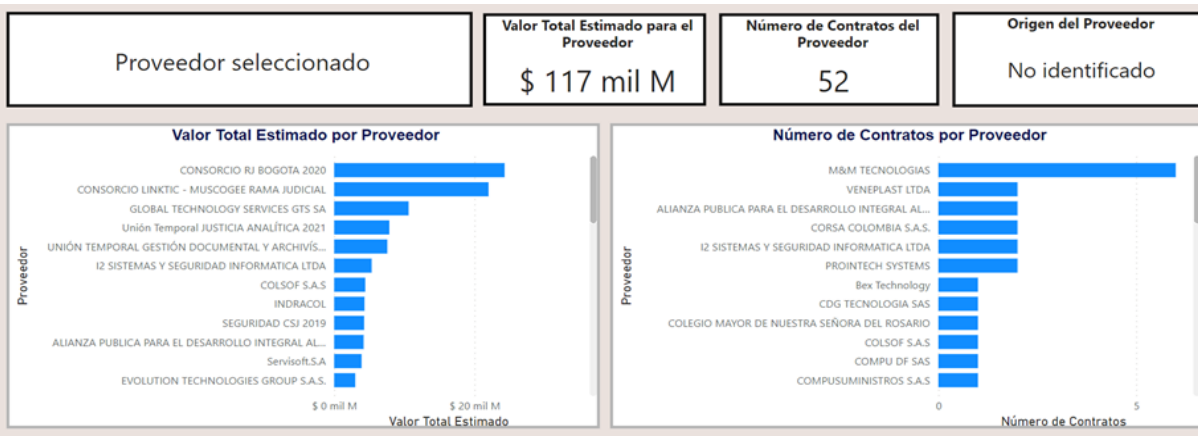 Proveedor seleccionado
Valor Total Estimado para el
Proveedor
$ 117 mil M
Número de Contratos del
Proveedor
52
Origen del Proveedor
No identificado
Valor Total Estimado por Proveedor
Proveedor
CONSORCIO RJ BOGOTA 2020
CONSORCIO LINKTIC - MUSCOGEE RAMA JUDICIAL
GLOBAL TECHNOLOGY SERVICES GTS SA
Unión Temporal JUSTICIA ANALÍTICA 2021
UNIÓN TEMPORAL GESTIÓN DOCUMENTAL Y ARCHIVÍS...
I2 SISTEMAS Y SEGURIDAD INFORMATICA LTDA
COLSOF S.A.S
INDRACOL
SEGURIDAD CSJ 2019
ALIANZA PUBLICA PARA EL DESARROLLO INTEGRAL AL...
Servisoft.S.A
EVOLUTION TECHNOLOGIES GROUP S.A.S.
$ 0 mil M
$ 20 mil M
Valor Total Estimado
Número de Contratos por Proveedor
Proveedor
M&M TECNOLOGIAS
VENEPLAST LTDA
ALIANZA PUBLICA PARA EL DESARROLLO INTEGRAL AL...
CORSA COLOMBIA S.A.S.
I2 SISTEMAS Y SEGURIDAD INFORMATICA LTDA
PROINTECH SYSTEMS
Bex Technology
CDG TECNOLOGIA SAS
COLEGIO MAYOR DE NUESTRA SEÑORA DEL ROSARIO
COLSOF S.A.S
COMPU DF SAS
COMPUSUMINISTROS S.A.S
0
5
Número de Contratos